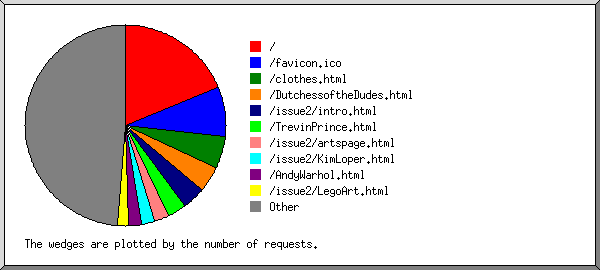 /
/favicon.ico
/clothes.html
/DutchessoftheDudes.html
/issue2/intro.html
/TrevinPrince.html
/issue2/artspage.html
/issue2/KimLoper.html
/AndyWarhol.html
/issue2/LegoArt.html
Other
The wedges are plotted by the number of requests.